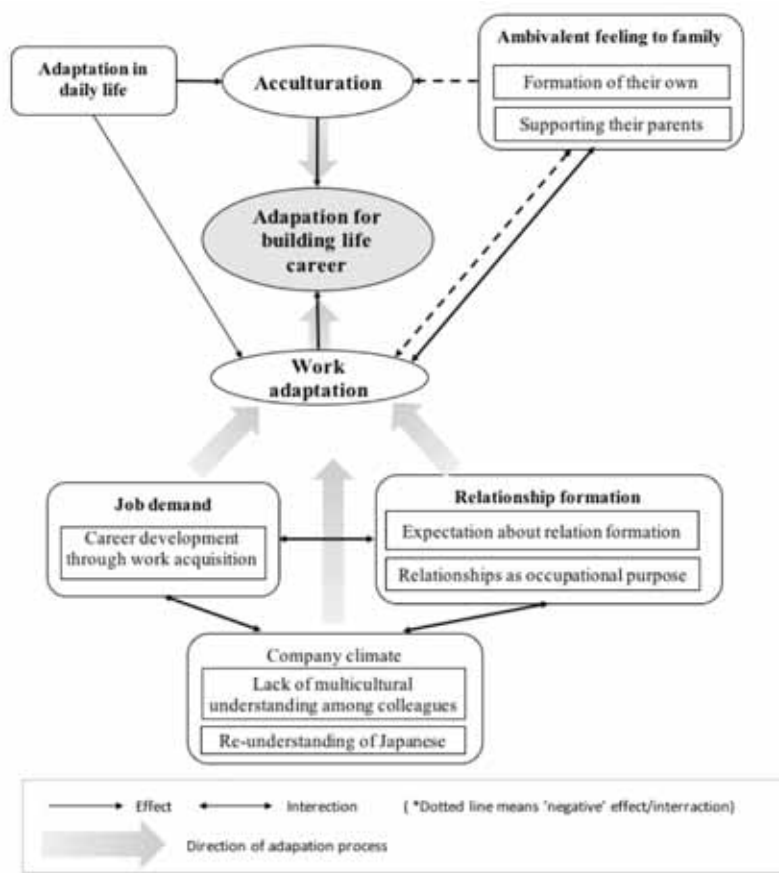 Adaptation in
daily life
Acculturation
Ambivalent feeling to family
Formation of their own
Supporting their parents
Adapation for
building life
career
Work
adaptation
Job demand
Career development
through work acquisition
Relationship formation
Expectation about relation formation
Relationships as occupational purpose
Company climate
Lack of multicultural
understanding among colleagues
Re-understanding of Japanese
Effect
Interection
( *Dotted line means 'negative' effect/interraction)
Direction of adapation process